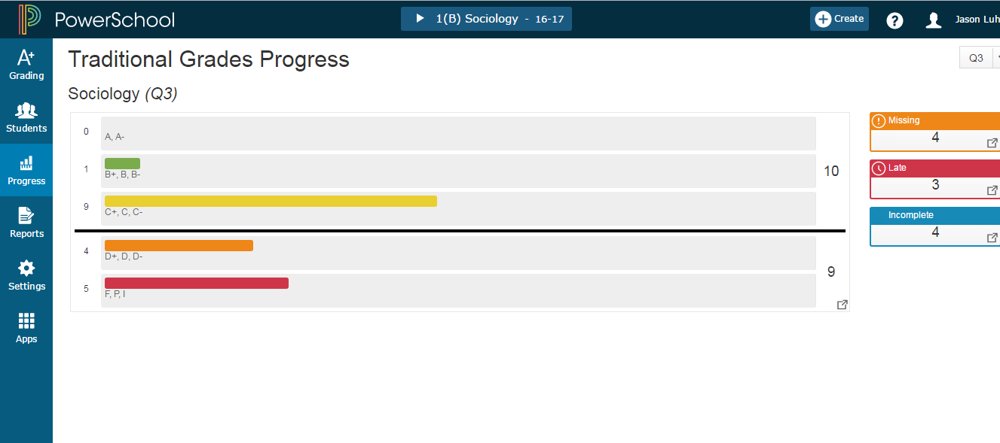 PowerSchool
1(B) Sociology - 16-17
Create
?
Jason Luh
A+
Grading
Students
Progress
Reports
Settings
Apps
Traditional Grades Progress
Q3
Sociology (Q3)
0
A, A-
1
B+, B, B-
9
C+, C, C-
10
4
D+, D, D-
5
F, P, I
9
Missing
4
Late
3
Incomplete
4